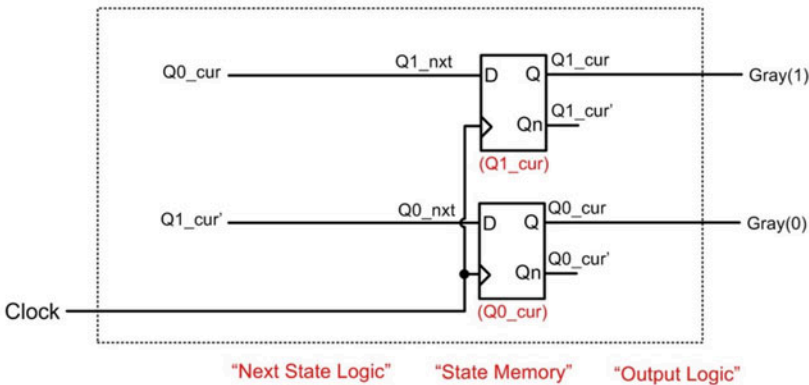 Q0_cur
Q1_nxt
D
Q
Q1_cur
Gray(1)
Q1_cur'
Qn
(Q1_cur)
Q1_cur'
Q0_nxt
D
Q
Q0_cur
Gray(0)
Q0_cur'
Qn
Clock
(Q0_cur)
"Next State Logic"
"State Memory"
"Output Logic"